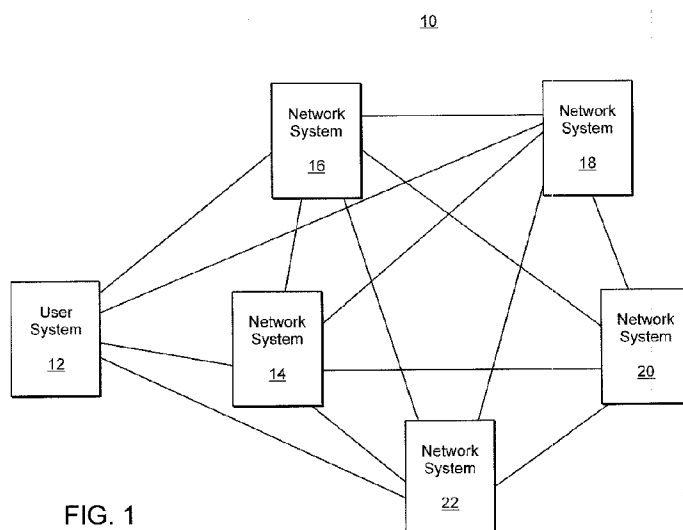 10
Network
System
16
Network
System
18
User
System
12
Network
System
14
Network
System
20
Network
System
22
FIG. 1